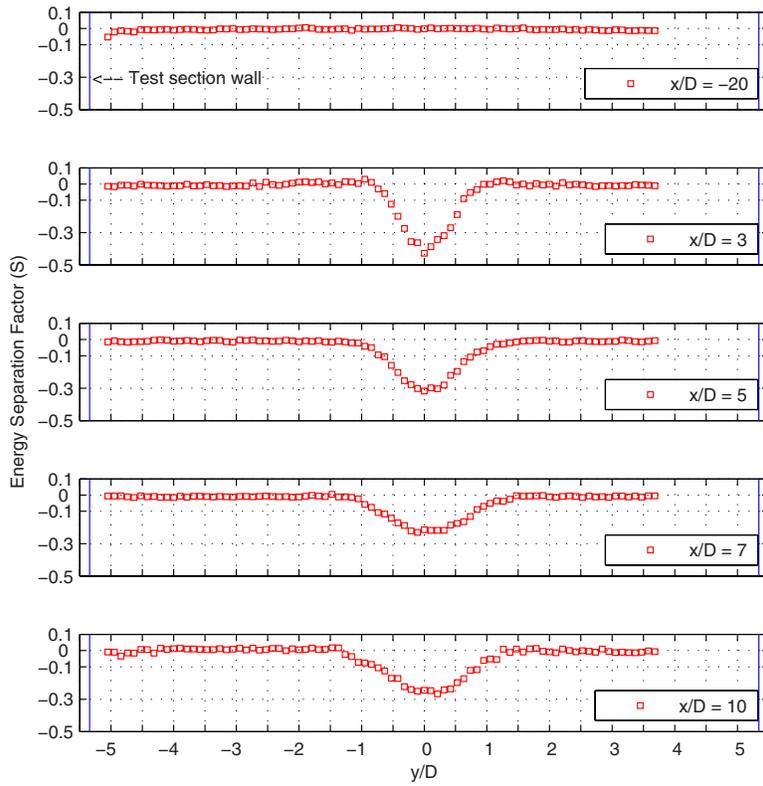 Energy Separation Factor (S)
0.1
0
−0.1
−0.3
−0.5
<−− Test section wall
x/D = −20
0.1
0
−0.1
−0.3
−0.5
x/D = 3
0.1
0
−0.1
−0.3
−0.5
x/D = 5
0.1
0
−0.1
−0.3
−0.5
x/D = 7
0.1
0
−0.1
−0.3
−0.5
x/D = 10
−5 −4 −3 −2 −1 0 1 2 3 4 5
y/D